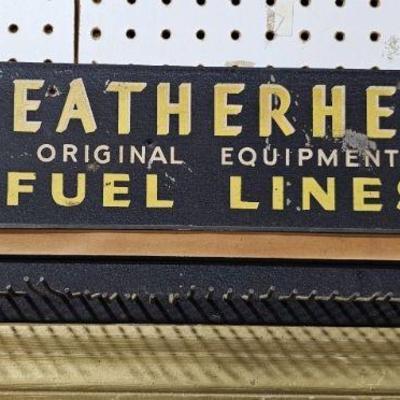 EATHERHE
ORIGINAL EQUIPMENT
FUEL LINES